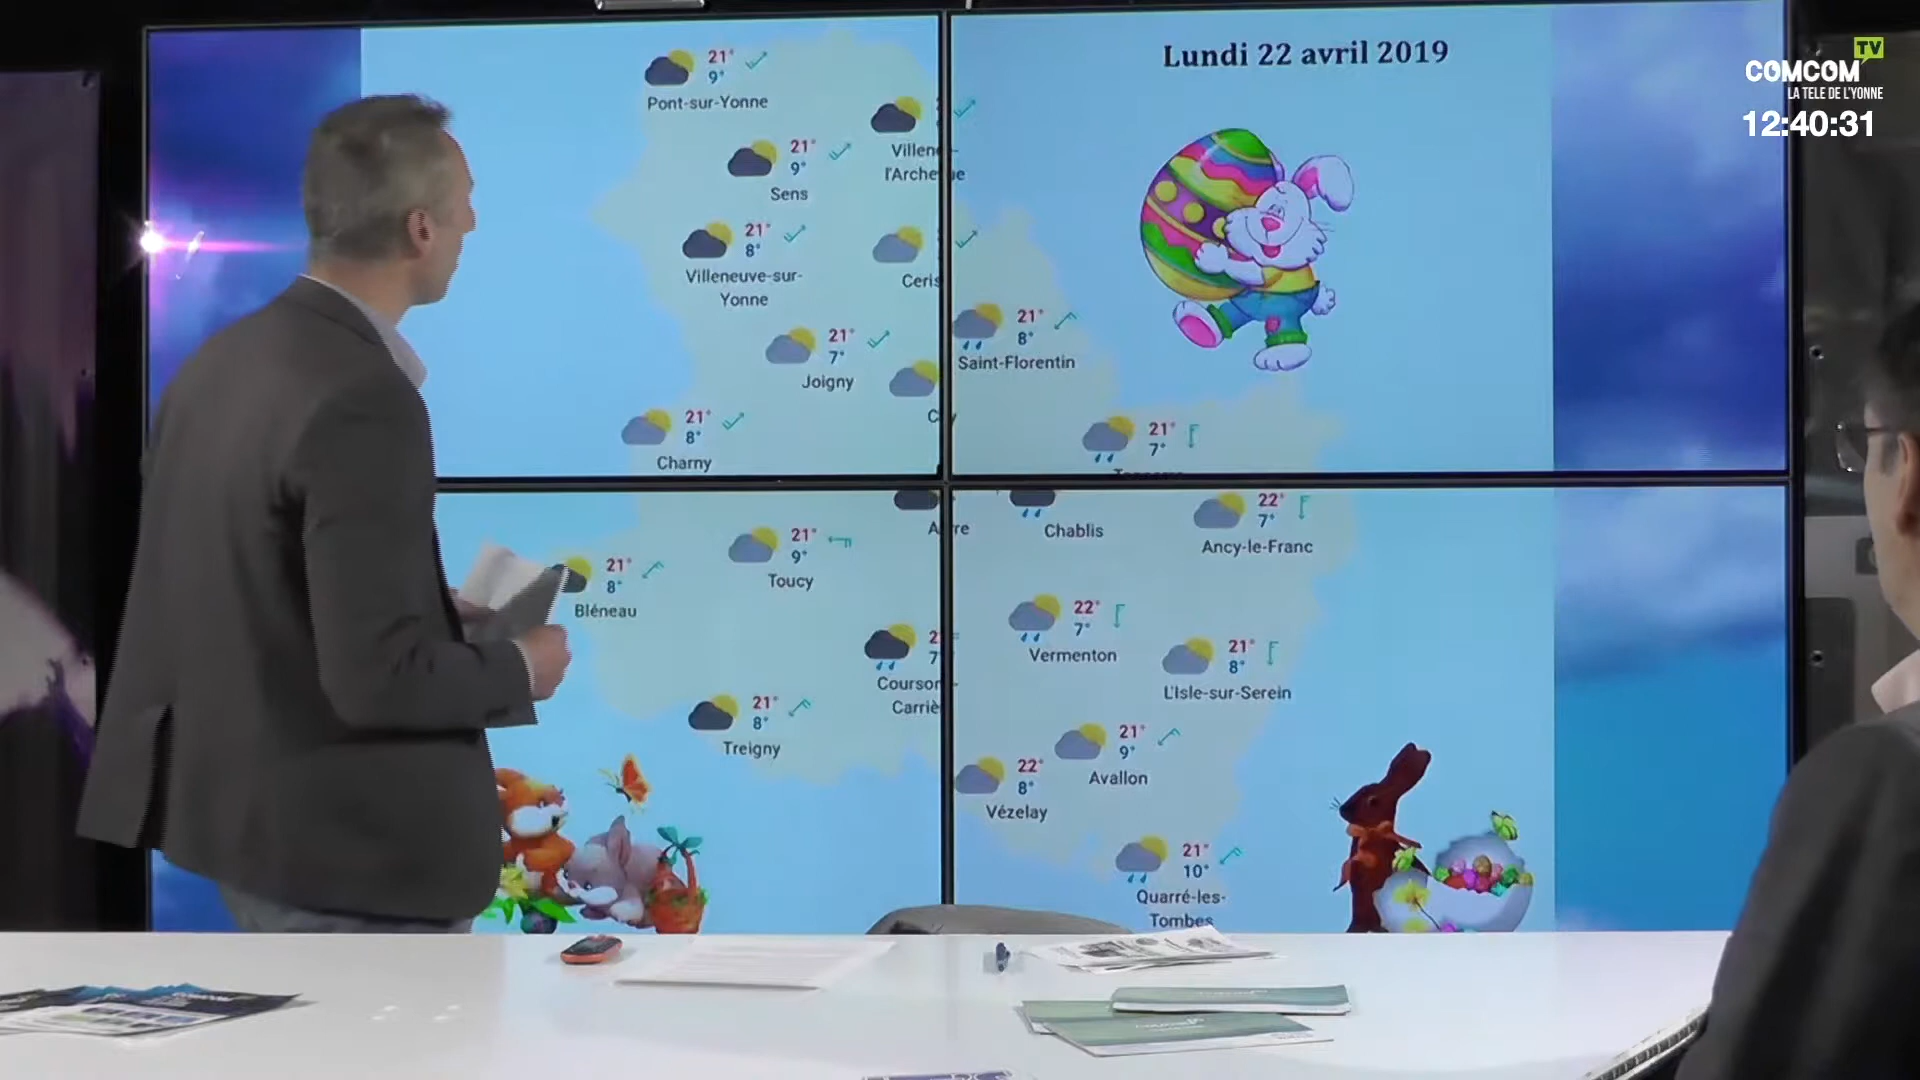 Lundi 22 avril 2019
TV
COMCOM
LA TELE DE L'YONNE
12:40:31
21°
9°
Pont-sur-Yonne
l'Arche
21°
9°
Sens
21°
8°
Villeneuve-sur-
Yonne
21°
8°
Saint-Florentin
21°
7°
Joigny
21°
8°
Charny
21°
7°
21°
9°
Toucy
Chablis
22°
7°
Ancy-le-Franc
21°
8°
Bléneau
22°
7°
Vermenton
21°
8°
L'Isle-sur-Serein
Courson
Carriè
21°
8°
Treigny
21°
9°
Avallon
22°
8°
Vézelay
21°
10°
Quarré-les-
Tombes